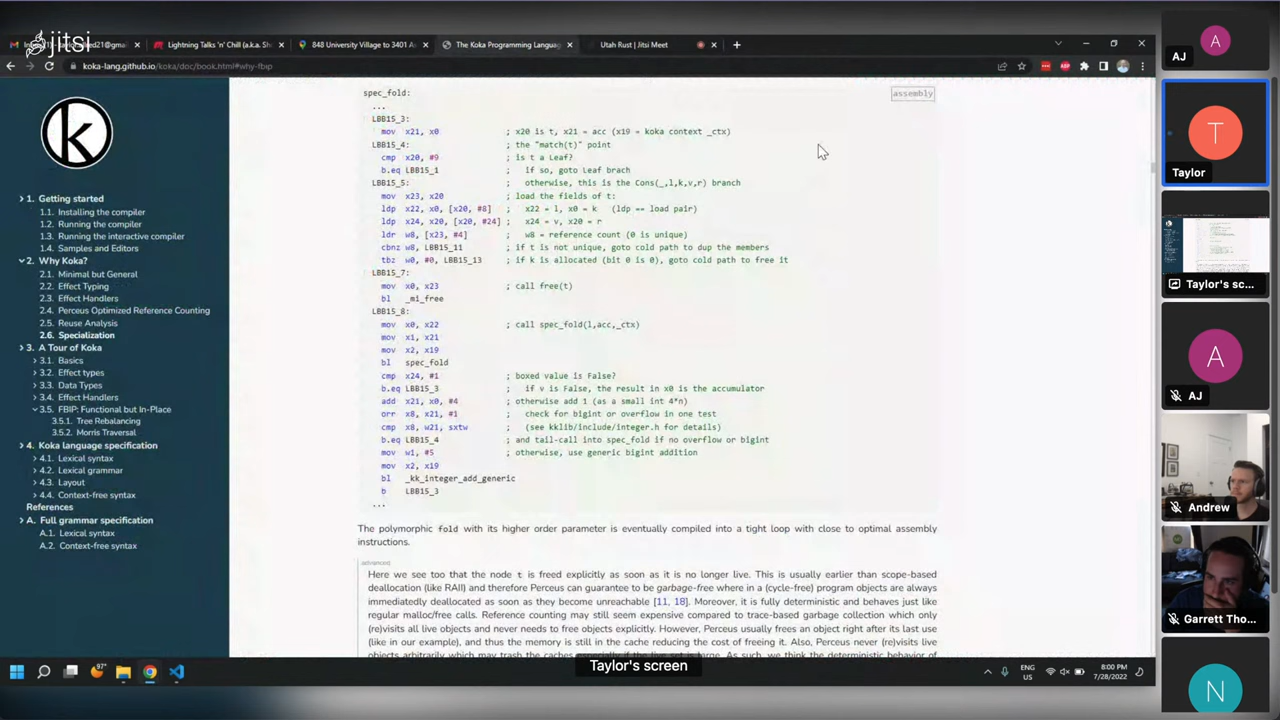 jitsi
21@gma
Lightning Talks 'n' Chill (a.k.a. Sh
848 University Village to 3401 A
The Koka Programming Langua
Utah Rust | Jitsi Meet
koka-lang.github.io/koka/doc/book.html#why-fbip
1. Getting started
1.1. Installing the compiler
1.2. Running the compiler
1.3. Running the interactive compiler
1.4. Samples and Editors
2. Why Koka?
2.1. Minimal but General
2.2. Effect Typing
2.3. Effect Handlers
2.4. Perceus Optimized Reference Counting
2.5. Reuse Analysis
2.6. Specialization
3. A Tour of Koka
3.1. Basics
3.2. Effect types
3.3. Data Types
3.4. Effect Handlers
3.5. FBIP: Functional but In-Place
3.5.1. Tree Rebalancing
3.5.2. Morris Traversal
4. Koka language specification
4.1. Lexical syntax
4.2. Lexical grammar
4.3. Layout
4.4. Context-free syntax
References
A. Full grammar specification
A.1. Lexical syntax
A.2. Context-free syntax
assembly
spec_fold:
...
LBB15_3:
mov x21, x0 ; x20 is t, x21 = acc (x19 = koka context _ctx)
LBB15_4: ; the "match(t)" point
cmp x20, #9 ; is t a Leaf?
b.eq LBB15_1 ; if so, goto Leaf brach
LBB15_5: ; otherwise, this is the Cons(_,l,k,v,r) branch
mov x23, x20 ; load the fields of t:
ldp x22, x0, [x20, #8] ; x22 = l, x0 = k (ldp == load pair)
ldp x24, x20, [x20, #24] ; x24 = v, x20 = r
ldr w8, [x23, #4] ; w8 = reference count (0 is unique)
cbnz w8, LBB15_11 ; if t is not unique, goto cold path to dup the members
tbz w0, #0, LBB15_13 ; if k is allocated (bit 0 is 0), goto cold path to free it
LBB15_7:
mov x0, x23 ; call free(t)
bl _mi_free
LBB15_8:
mov x0, x22 ; call spec_fold(l,acc,_ctx)
mov x1, x21
mov x2, x19
bl spec_fold
cmp x24, #1 ; boxed value is False?
b.eq LBB15_3 ; if v is False, the result in x0 is the accumulator
add x21, x0, #4 ; otherwise add 1 (as a small int 4*n)
orr x8, x21, #1 ; check for bigint or overflow in one test
cmp x8, w21, sxtw ; (see kklib/include/integer.h for details)
b.eq LBB15_4 ; and tail-call into spec_fold if no overflow or bigint
mov w1, #5 ; otherwise, use generic bigint addition
mov x2, x19
bl _kk_integer_add_generic
b LBB15_3
...
The polymorphic fold with its higher order parameter is eventually compiled into a tight loop with close to optimal assembly
instructions.
advanced
Here we see too that the node t is freed explicitly as soon as it is no longer live. This is usually earlier than scope-based
deallocation (like RAII) and therefore Perceus can guarantee to be garbage-free where in a (cycle-free) program objects are always
immediatedly deallocated as soon as they become unreachable [11, 18]. Moreover, it is fully deterministic and behaves just like
regular malloc/free calls. Reference counting may still seem expensive compared to trace-based garbage collection which only
(re)visits all live objects and never needs to free objects explicitly. However, Perceus usually frees an object right after its last use
(like in our example), and thus the memory is still in the cache reducing the cost of freeing it. Also, Perceus never (re)visits live
objects arbitrarily which may trash the caches especially if the live set is large. As such, we think the deterministic behavior of
Taylor's screen
97°
ENG
US
8:00 PM
7/28/2022
A
AJ
T
Taylor
Taylor's sc...
A
AJ
Andrew
Garrett Tho...
N